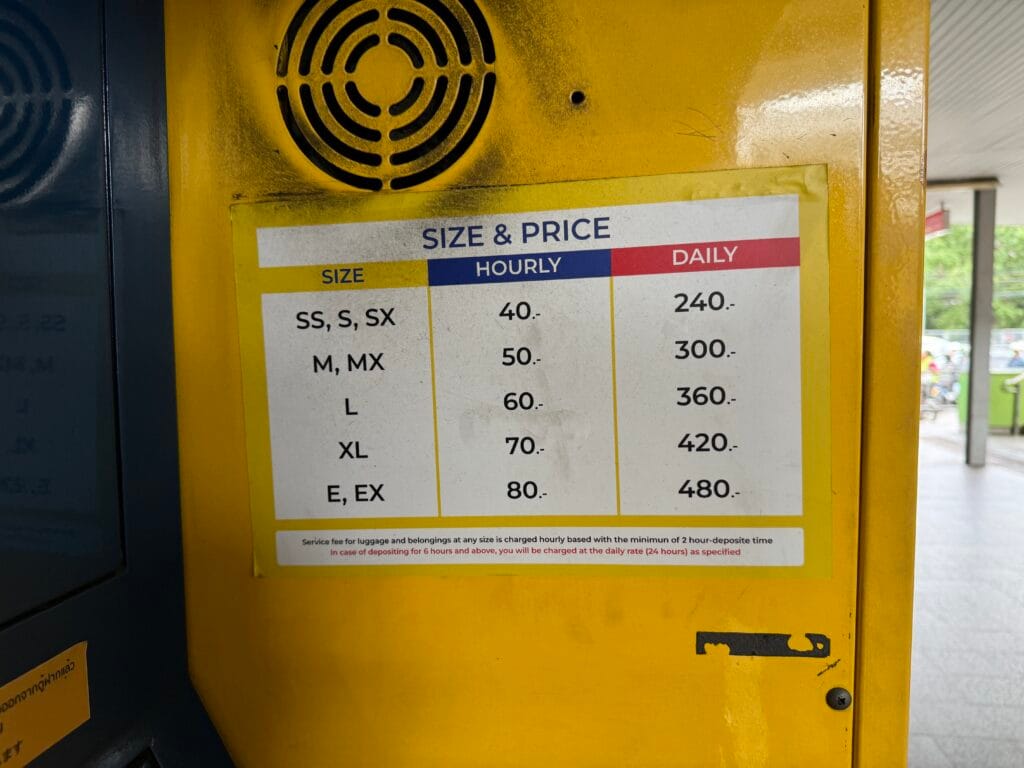 SIZE & PRICE
SIZE HOURLY DAILY
SS, S, SX 40.- 240.-
M, MX 50.- 300.-
L 60.- 360.-
XL 70.- 420.-
E, EX 80.- 480.-
Service fee for luggage and belongings at any size is charged hourly based with the minimun of 2 hour-deposite time
In case of depositing for 6 hours and above, you will be charged at the daily rate (24 hours) as specified